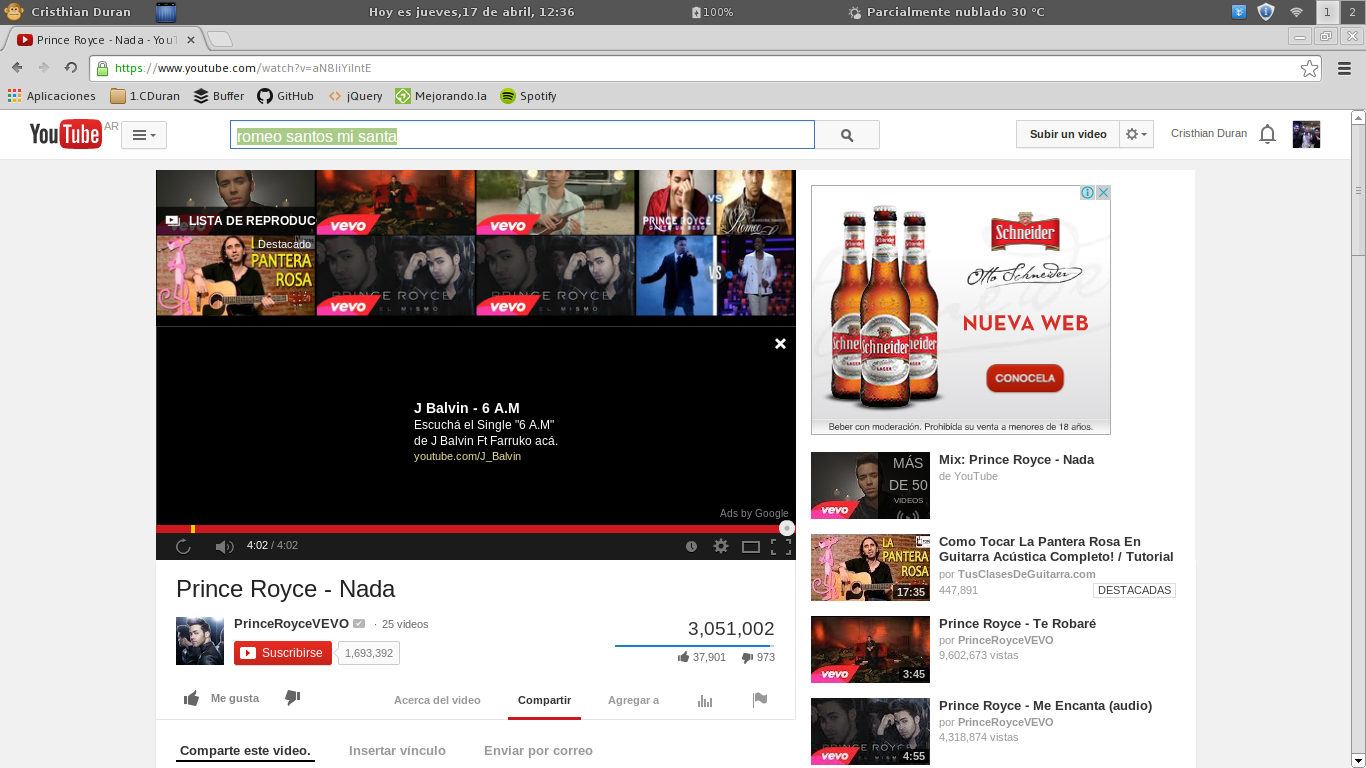 Cristhian Duran
Hoy es jueves,17 de abril, 12:36
100%
Parcialmente nublado 30 °C
1
2
Prince Royce - Nada - You
https://www.youtube.com/watch?v=aN8IiYiIntE
Aplicaciones
1.CDuran
Buffer
GitHub
jQuery
Mejorando.la
Spotify
YouTube AR
romeo santos mi santa
Subir un video
Cristhian Duran
LISTA DE REPRODUC
vevo
vevo
PRINCE ROYCE
VS
Romeo
Destacado
LA PANTERA ROSA
PRINCE ROYCE
vevo
PRINCE ROYCE
vevo
VS
J Balvin - 6 A.M
Escuchá el Single "6 A.M"
de J Balvin Ft Farruko acá.
youtube.com/J_Balvin
Ads by Google
4:02 / 4:02
Prince Royce - Nada
PrinceRoyceVEVO · 25 videos
Suscribirse
1,693,392
3,051,002
37,901
973
Me gusta
Acerca del video
Compartir
Agregar a
Comparte este video.
Insertar vínculo
Enviar por correo
Schneider
Otto Schneider
NUEVA WEB
CONOCELA
Schneider
LAGER
Beber con moderación. Prohibida su venta a menores de 18 años.
MÁS
DE 50
VIDEOS
vevo
Mix: Prince Royce - Nada
de YouTube
LA
PANTERA
ROSA
17:35
Como Tocar La Pantera Rosa En
Guitarra Acústica Completo! / Tutorial
por TusClasesDeGuitarra.com
447,891
DESTACADAS
vevo
3:45
Prince Royce - Te Robaré
por PrinceRoyceVEVO
9,602,673 vistas
PRINCE ROYCE
vevo
4:55
Prince Royce - Me Encanta (audio)
por PrinceRoyceVEVO
4,318,874 vistas